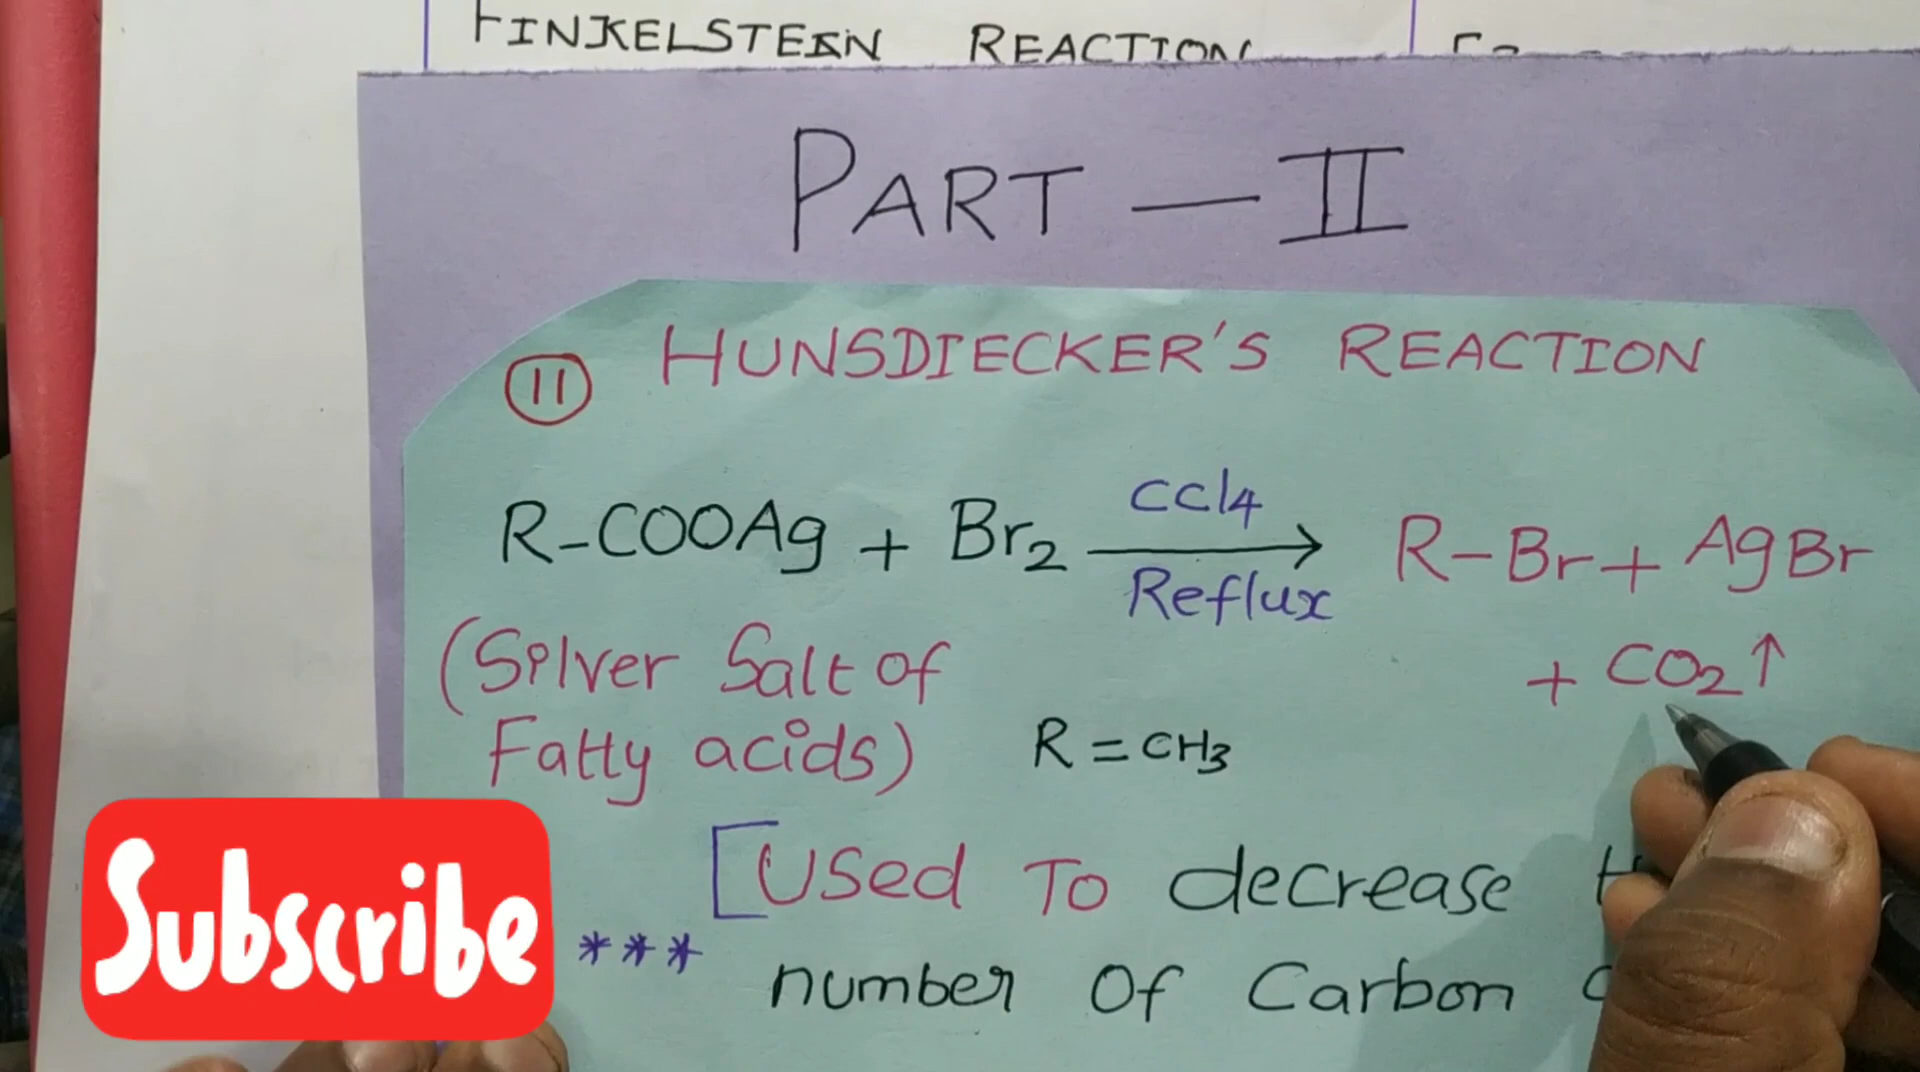 FINKELSTEIN REACTION
PART — II
11 HUNSDIECKER'S REACTION
R-COOAg + Br2 CCl4 Reflux → R-Br + AgBr
+ CO2↑
(Silver Salt of
Fatty acids) R = CH3
[Used To decrease
*** number Of Carbon
Subscribe